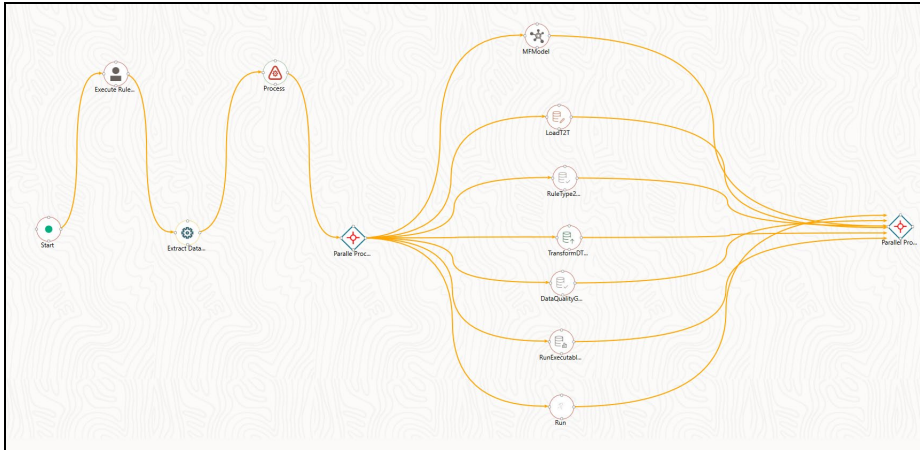 MFModel
Execute Rule...
Process
LoadT2T
RuleType2...
Start
Extract Data...
Paralle Proc...
TransformDT...
Parallel Pro...
DataQualityG...
RunExecutabl...
Run